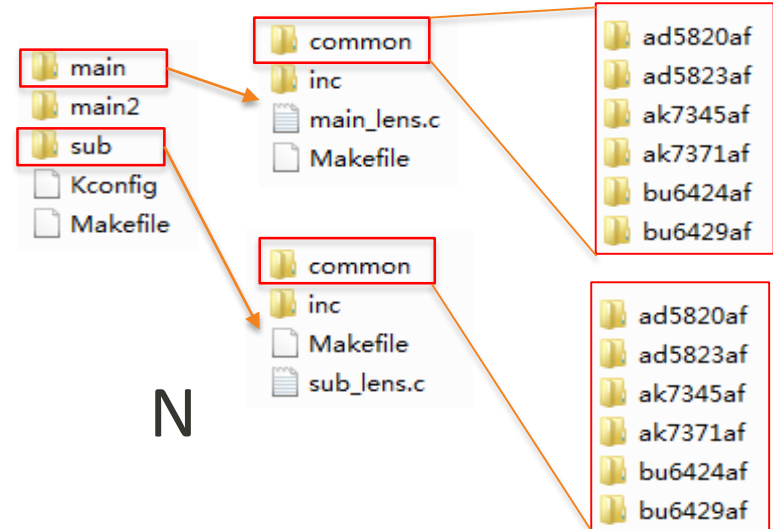 main
main2
sub
Kconfig
Makefile
common
inc
main_lens.c
Makefile
ad5820af
ad5823af
ak7345af
ak7371af
bu6424af
bu6429af
common
inc
Makefile
sub_lens.c
ad5820af
ad5823af
ak7345af
ak7371af
bu6424af
bu6429af
N